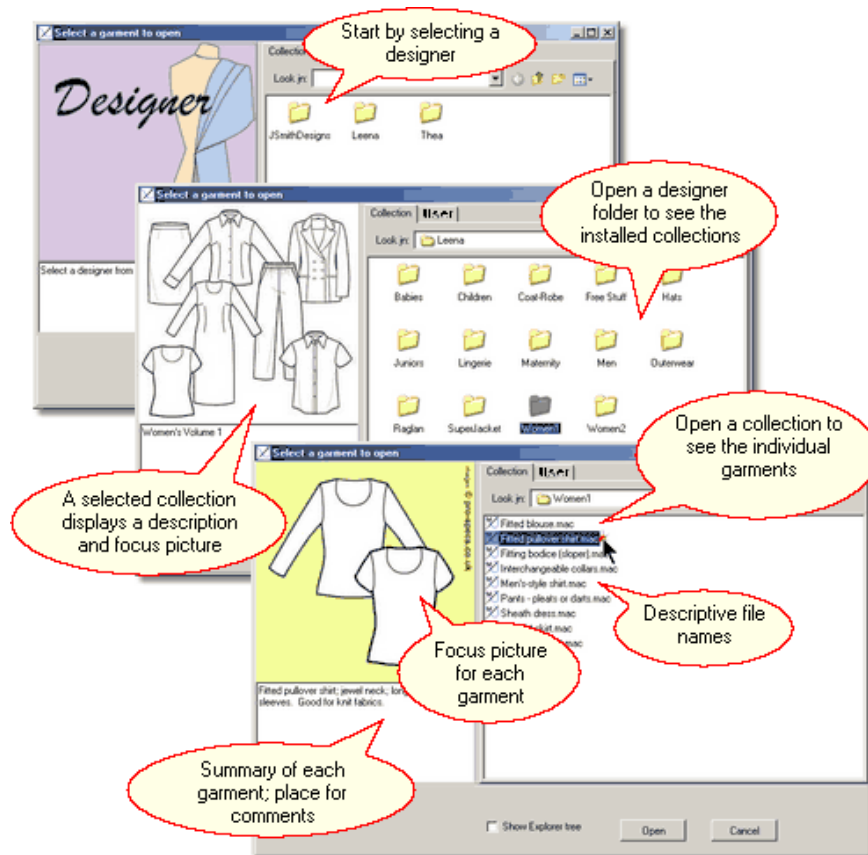 Select a garment to open
Start by selecting a
designer
Collection
Look in:
Designer
JSmithDesigns
Leena
Thea
Select a designer from
Select a garment to open
Open a designer
folder to see the
installed collections
Collection
User
Look in:
Leena
Babies
Children
Coat-Robe
Free Stuff
Hats
Juniors
Lingerie
Maternity
Men
Outerwear
Raglan
SuperJacket
Women1
Women2
Women's Volume 1
A selected collection
displays a description
and focus picture
Select a garment to open
Open a collection to
see the individual
garments
Collection
User
Look in:
Women1
images © pro-specs.co.uk
Fitted blouse.mac
Fitted pullover shirt.mac
Fitting bodice (sloper).mac
Interchangeable collars.mac
Men's-style shirt.mac
Pants - pleats or darts.mac
Sheath dress.mac
skirt.mac
Descriptive file
names
Focus picture
for each
garment
Fitted pullover shirt; jewel neck; long
sleeves. Good for knit fabrics.
Summary of each
garment; place for
comments
Show Explorer tree
Open
Cancel